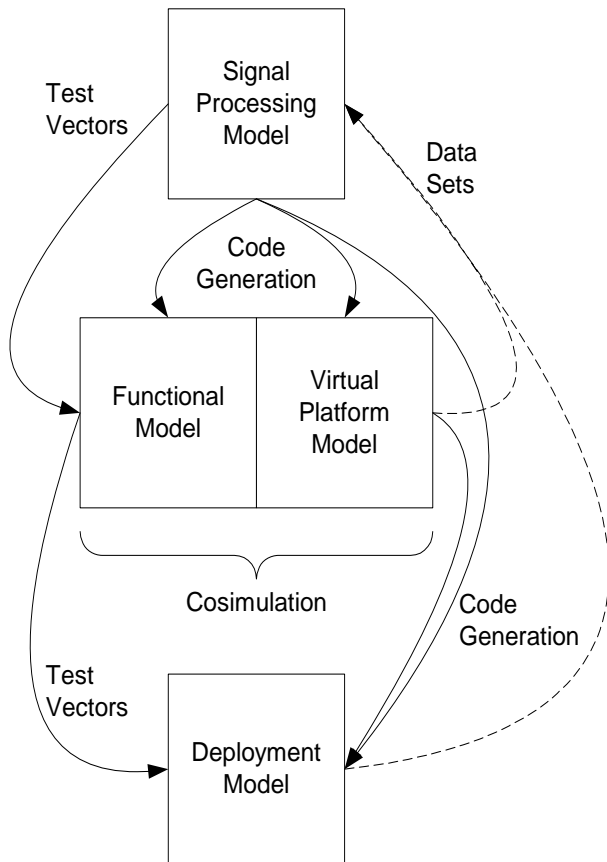 Signal
Processing
Model
Test
Vectors
Data
Sets
Code
Generation
Functional
Model
Virtual
Platform
Model
Cosimulation
Code
Generation
Test
Vectors
Deployment
Model